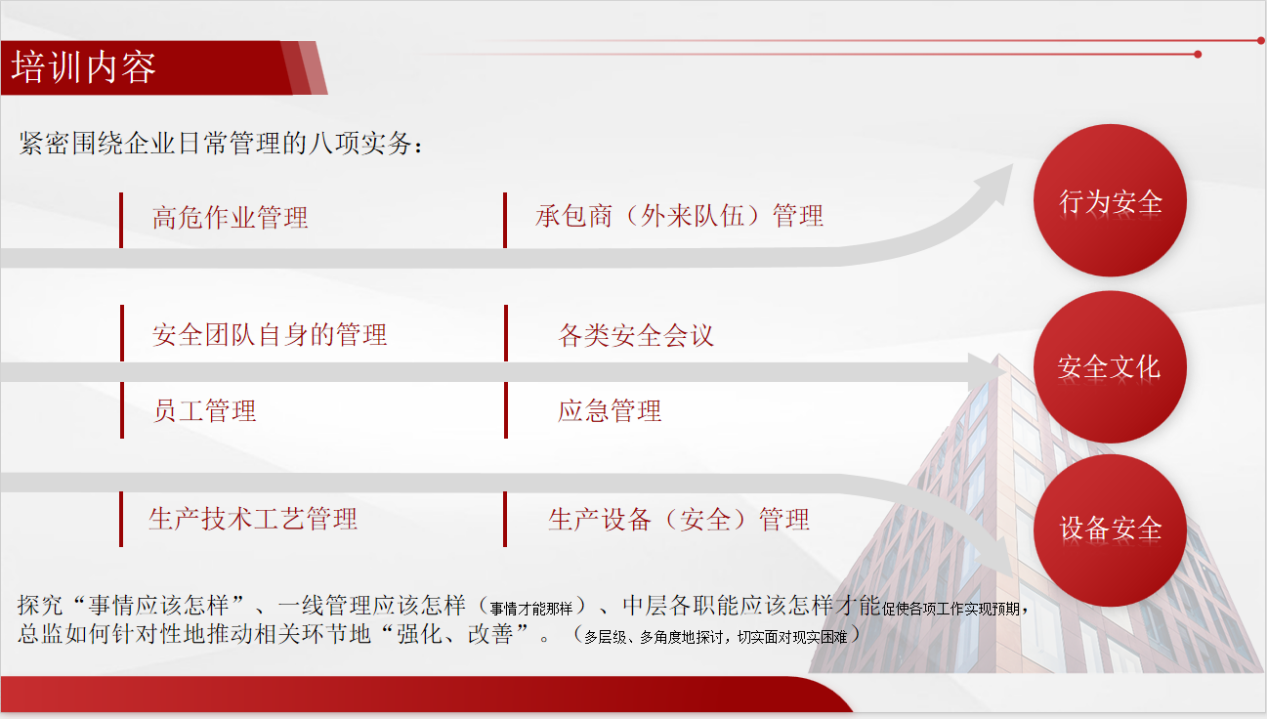 培训内容
紧密围绕企业日常管理的八项实务：
高危作业管理
承包商（外来队伍）管理
行为安全
安全团队自身的管理
各类安全会议
安全文化
员工管理
应急管理
生产技术工艺管理
生产设备（安全）管理
设备安全
探究“事情应该怎样”、一线管理应该怎样（事情才能那样）、中层各职能应该怎样才能促使各项工作实现预期，
总监如何针对性地推动相关环节地“强化、改善”。（多层级、多角度地探讨，切实面对现实困难）